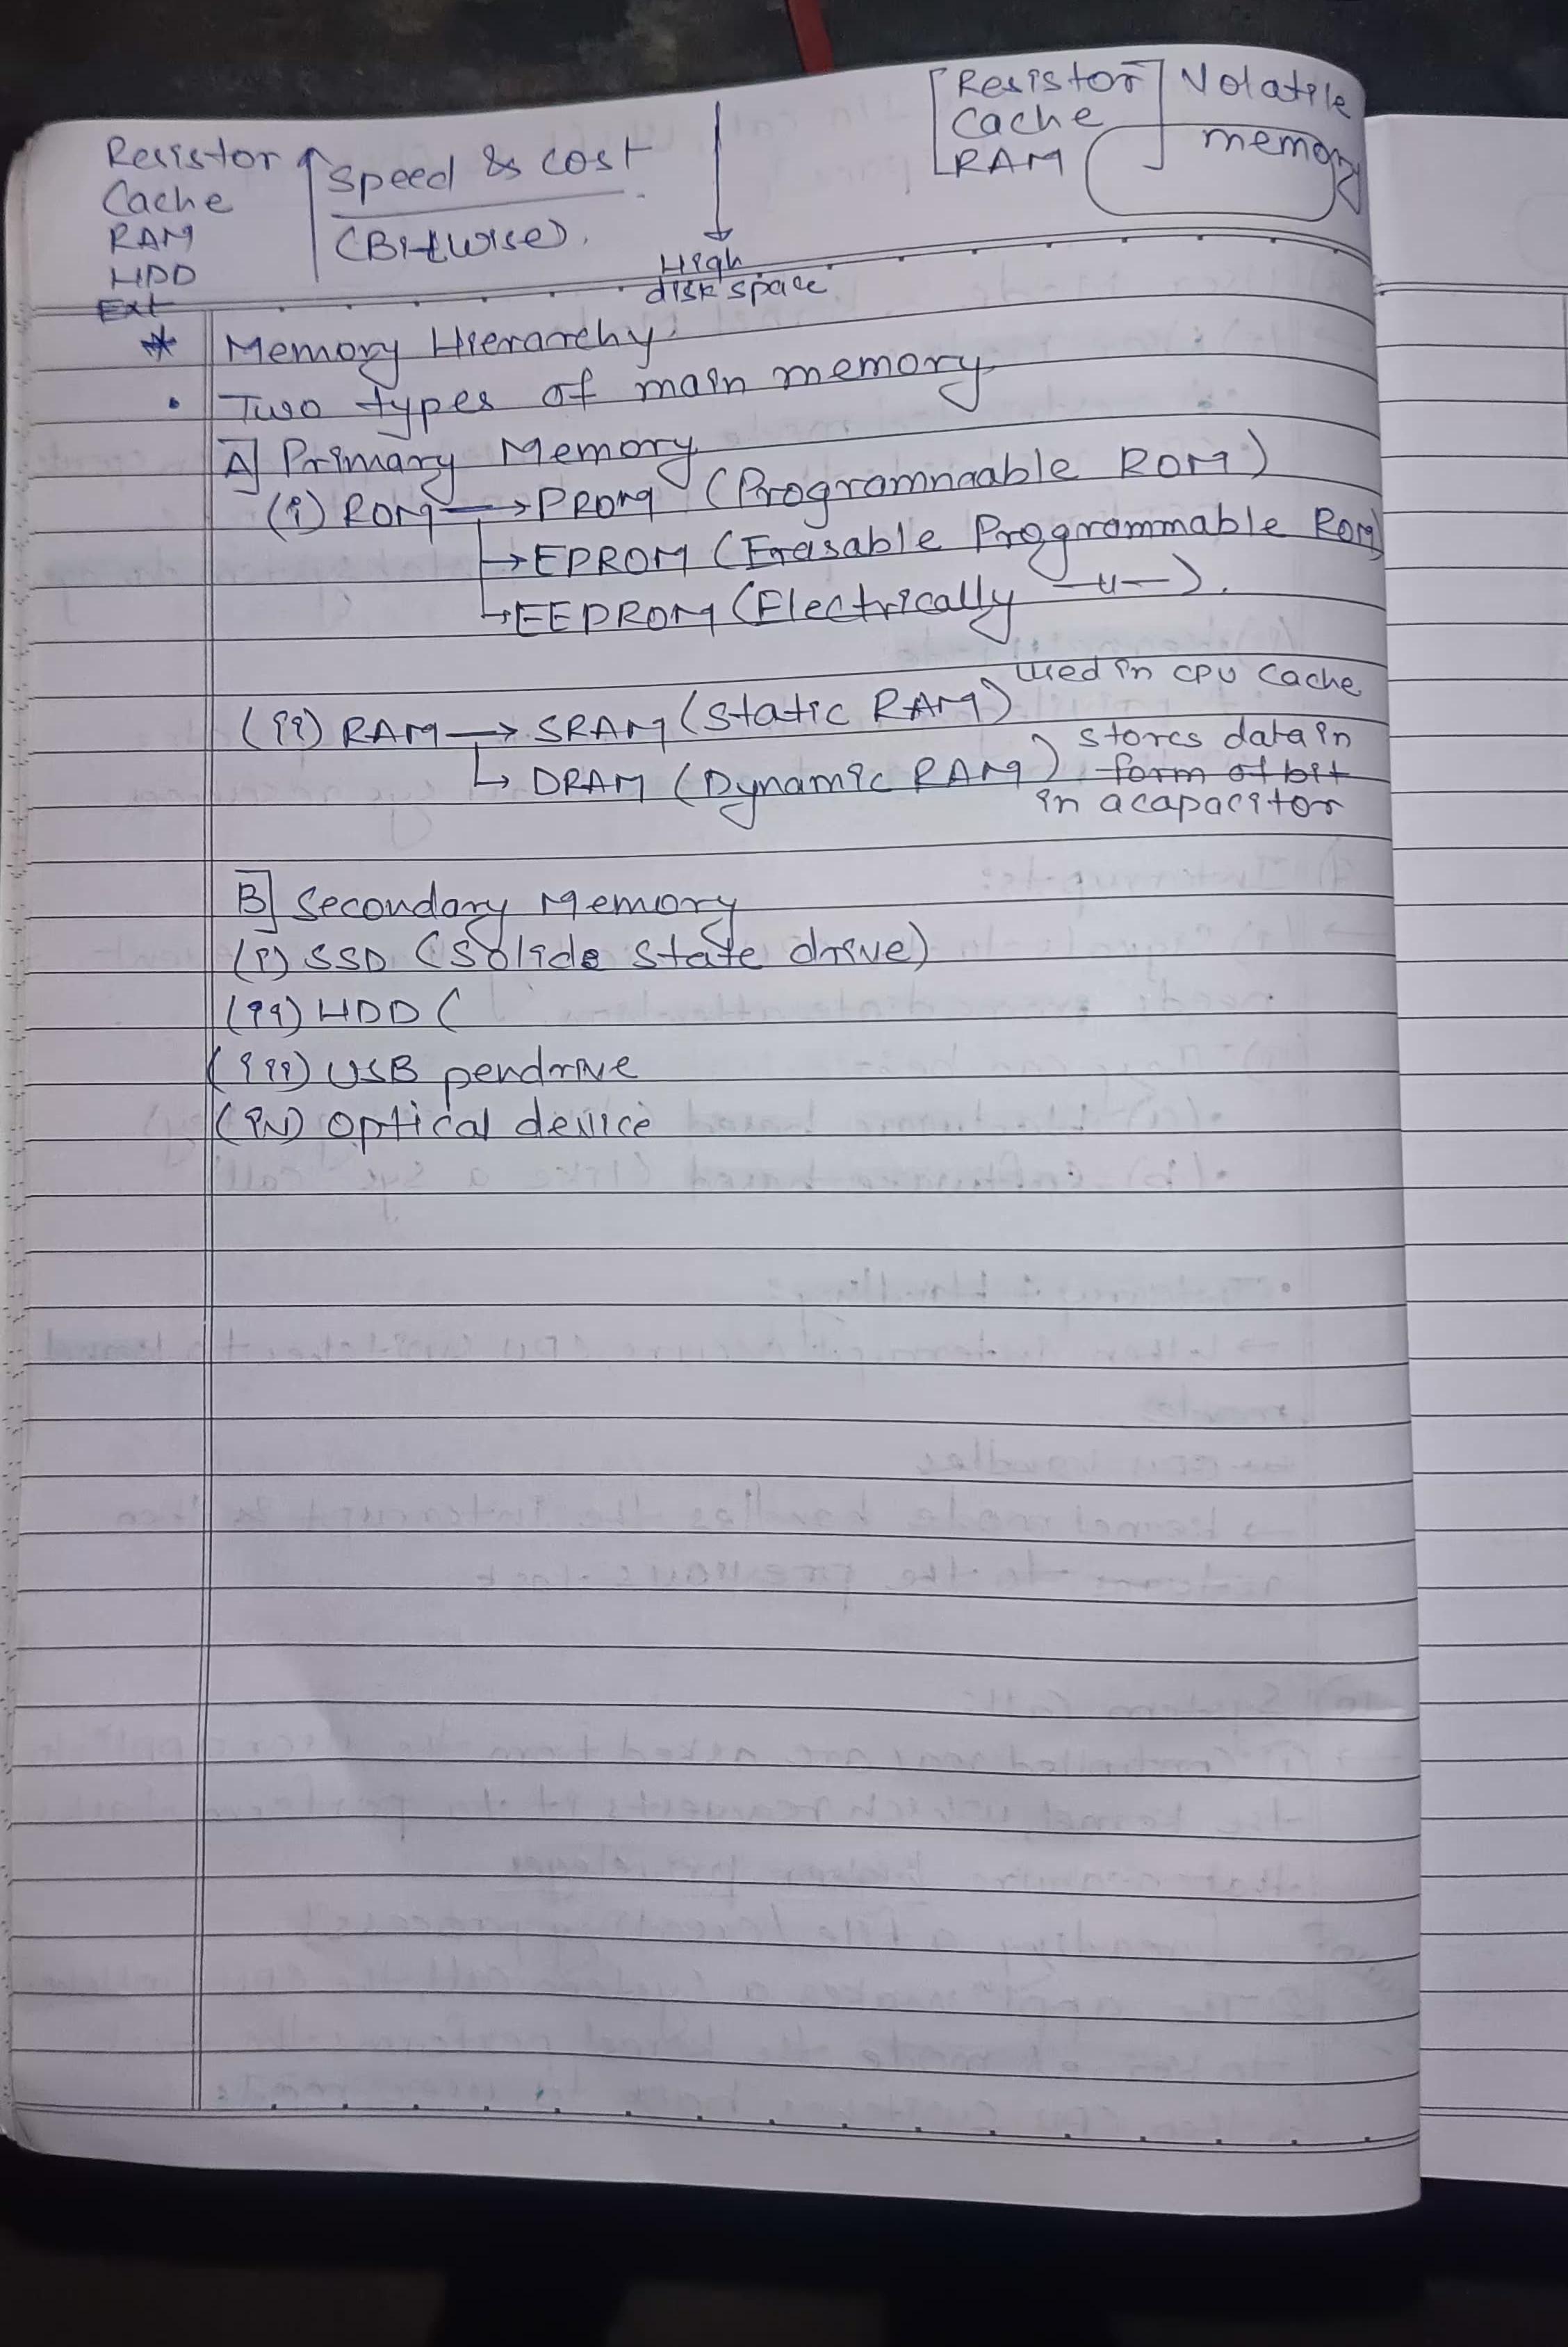 Resistor
Cache
RAM
HDD
Ext
Speed & cost
(Bitwise).
High
disk space
Resistor
Cache
RAM
Volatile
memory
* Memory Hierarchy.
• Two types of main memory
A] Primary Memory
(i) ROM → PROM (Programmable ROM)
→ EPROM (Erasable Programmable ROM)
→ EEPROM (Electrically —u—).
(ii) RAM → SRAM (Static RAM) used in CPU Cache
→ DRAM (Dynamic RAM) stores data in
form of bit
in a capacitor
B] Secondary Memory
(i) SSD (Solide State drive)
(ii) HDD (
(iii) USB pendrive
(iv) Optical device